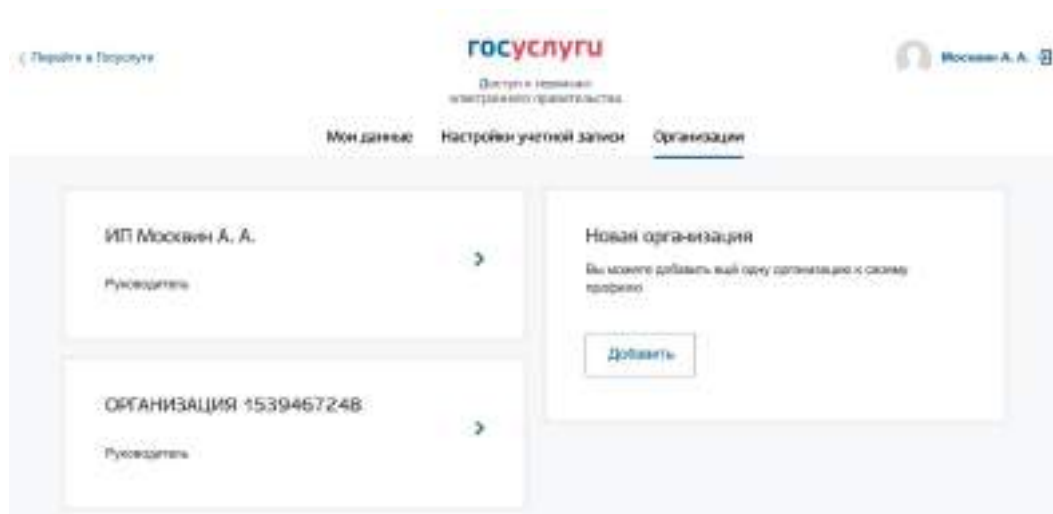 Перейти в Госуслуги
госуслуги
Доступ к сервисам
электронного правительства
Москвин А. А.
Мои данные Настройки учетной записи Организации
ИП Москвин А. А.
Руководитель
ОРГАНИЗАЦИЯ 1539467248
Руководитель
Новая организация
Вы можете добавить ещё одну организацию к своему
профилю
Добавить